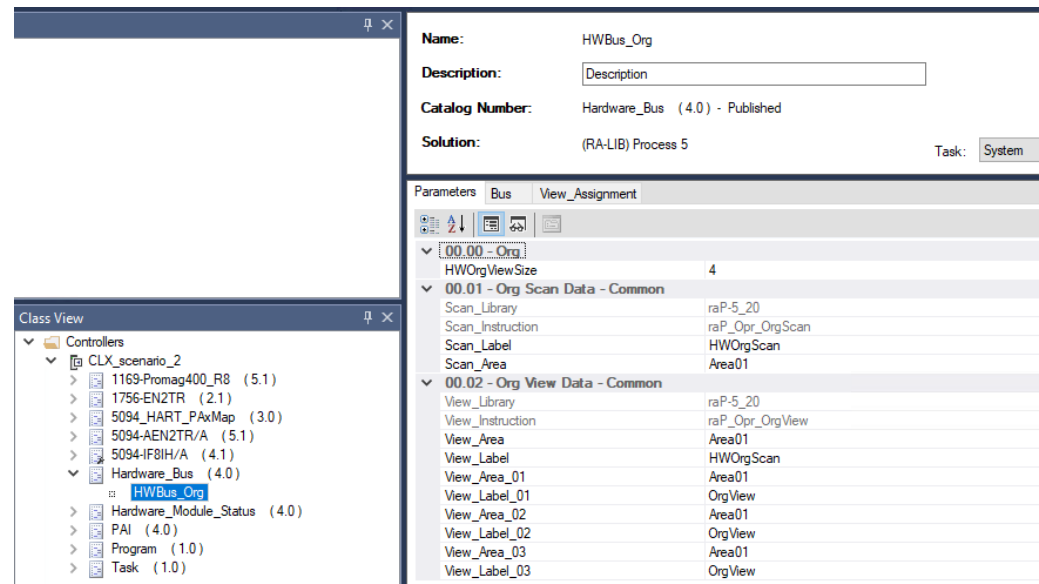 Name: HWBus_Org
Description: Description
Catalog Number: Hardware_Bus (4.0) - Published
Solution: (RA-LIB) Process 5
Task: System
Parameters Bus View_Assignment
00.00 - Org
HWOrgViewSize 4
00.01 - Org Scan Data - Common
Scan_Library raP-5_20
Scan_Instruction raP_Opr_OrgScan
Scan_Label HWOrgScan
Scan_Area Area01
00.02 - Org View Data - Common
View_Library raP-5_20
View_Instruction raP_Opr_OrgView
View_Area Area01
View_Label HWOrgScan
View_Area_01 Area01
View_Label_01 OrgView
View_Area_02 Area01
View_Label_02 OrgView
View_Area_03 Area01
View_Label_03 OrgView
Class View
Controllers
CLX_scenario_2
1169-Promag400_R8 (5.1)
1756-EN2TR (2.1)
5094_HART_PAxMap (3.0)
5094-AEN2TR/A (5.1)
5094-IF8IH/A (4.1)
Hardware_Bus (4.0)
HWBus_Org
Hardware_Module_Status (4.0)
PAI (4.0)
Program (1.0)
Task (1.0)